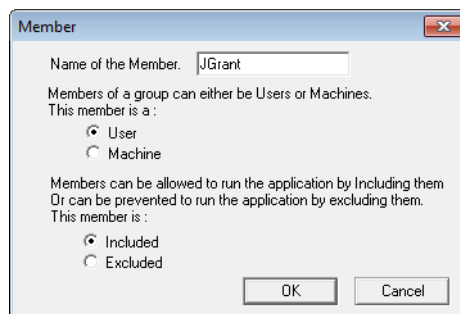 Member
Name of the Member. JGrant
Members of a group can either be Users or Machines.
This member is a :
User
Machine
Members can be allowed to run the application by Including them
Or can be prevented to run the application by excluding them.
This member is :
Included
Excluded
OK Cancel